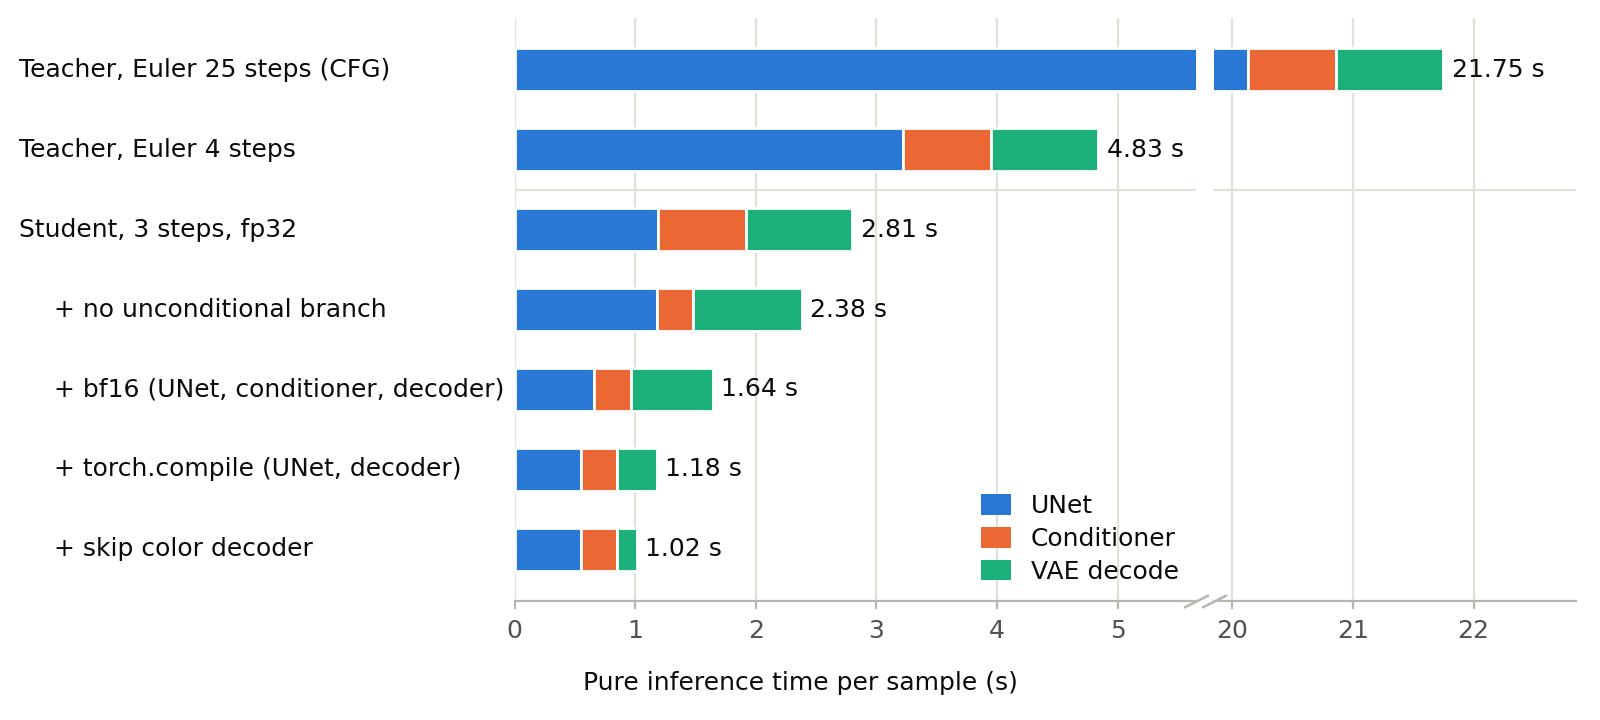 Teacher, Euler 25 steps (CFG)
21.75 s
Teacher, Euler 4 steps
4.83 s
Student, 3 steps, fp32
2.81 s
+ no unconditional branch
2.38 s
+ bf16 (UNet, conditioner, decoder)
1.64 s
+ torch.compile (UNet, decoder)
1.18 s
+ skip color decoder
1.02 s
UNet
Conditioner
VAE decode
0 1 2 3 4 5 20 21 22
Pure inference time per sample (s)